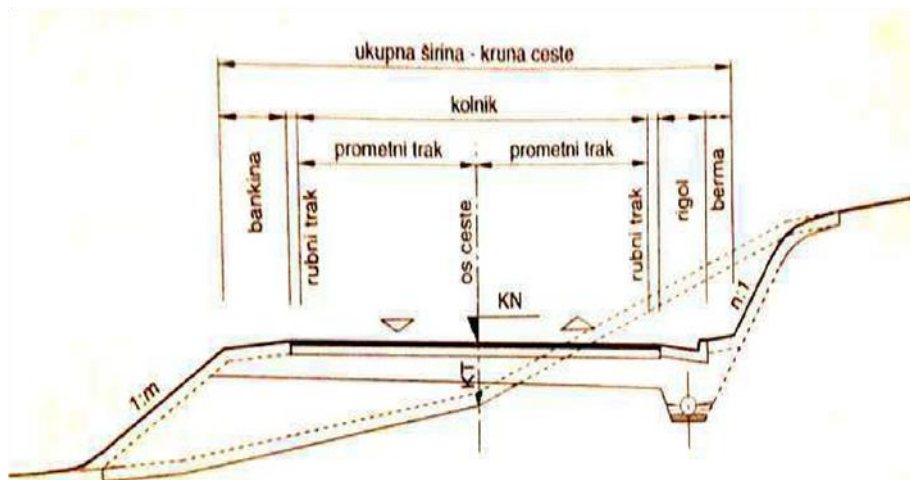 ukupna širina - kruna ceste
kolnik
prometni trak
prometni trak
bankina
rubni trak
os ceste
rubni trak
rigol
berma
KN
n:1
KT
1:m